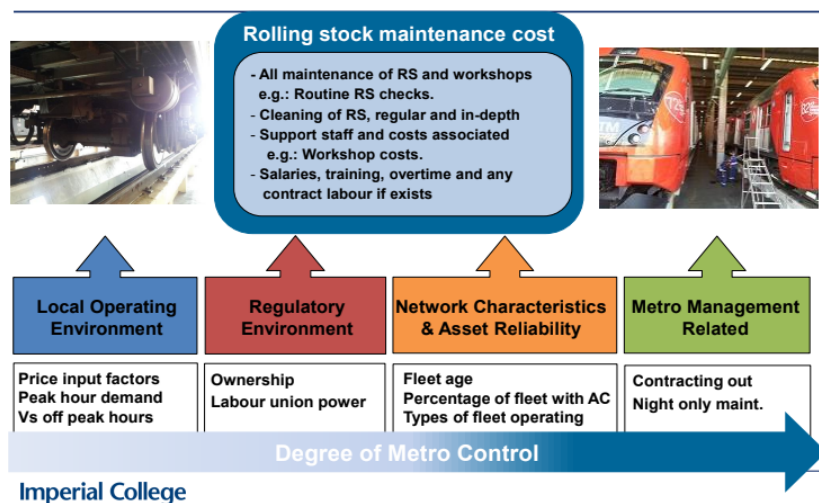 Rolling stock maintenance cost
- All maintenance of RS and workshops
e.g.: Routine RS checks.
- Cleaning of RS, regular and in-depth
- Support staff and costs associated
e.g.: Workshop costs.
- Salaries, training, overtime and any
contract labour if exists
Local Operating
Environment
Regulatory
Environment
Network Characteristics
& Asset Reliability
Metro Management
Related
Price input factors
Peak hour demand
Vs off peak hours
Ownership
Labour union power
Fleet age
Percentage of fleet with AC
Types of fleet operating
Contracting out
Night only maint.
Degree of Metro Control
Imperial College